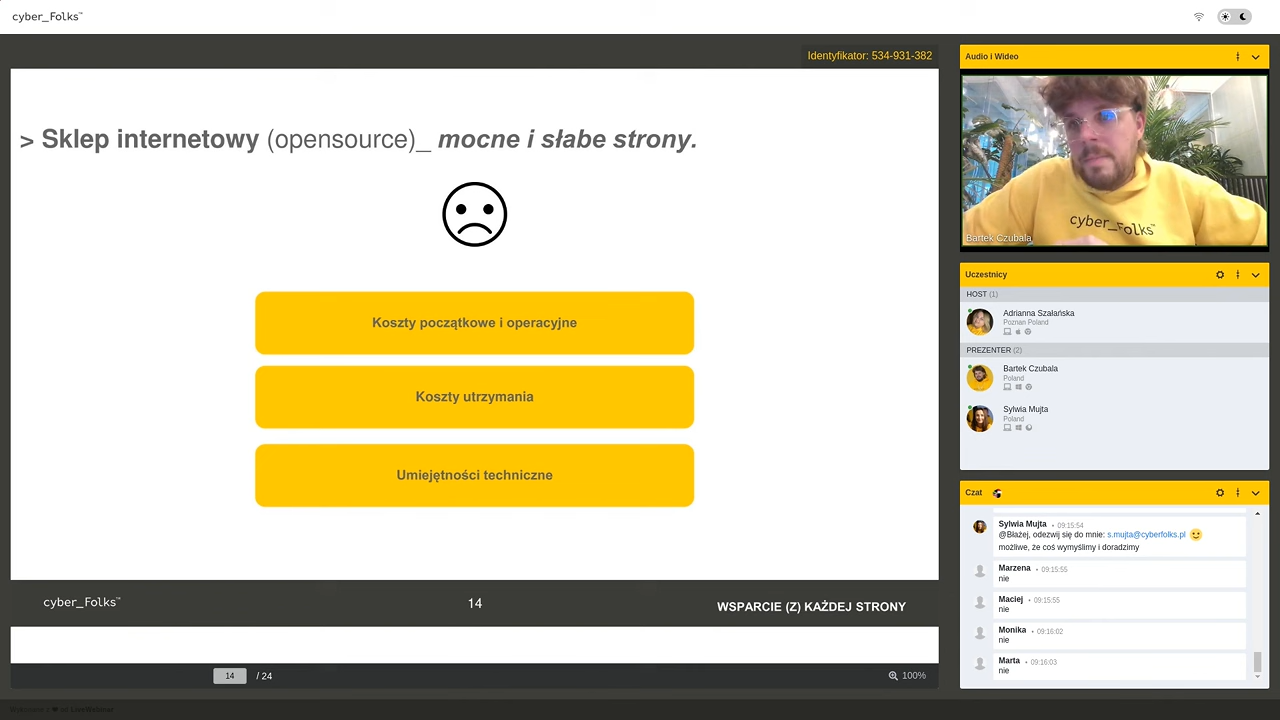 cyber_Folks™
Identyfikator: 534-931-382
> Sklep internetowy (opensource)_ mocne i słabe strony.
Koszty początkowe i operacyjne
Koszty utrzymania
Umiejętności techniczne
cyber_Folks™
14
WSPARCIE (Z) KAŻDEJ STRONY
14 / 24
100%
Audio i Wideo
cyber_Folks™
Bartek Czubala
Uczestnicy
HOST (1)
Adrianna Szałańska
Poznan Poland
PREZENTER (2)
Bartek Czubala
Poland
Sylwia Mujta
Poland
Czat
Sylwia Mujta • 09:15:54
@Błażej, odezwij się do mnie: s.mujta@cyberfolks.pl
możliwe, że coś wymyślimy i doradzimy
Marzena • 09:15:55
nie
Maciej • 09:15:55
nie
Monika • 09:16:02
nie
Marta • 09:16:03
nie